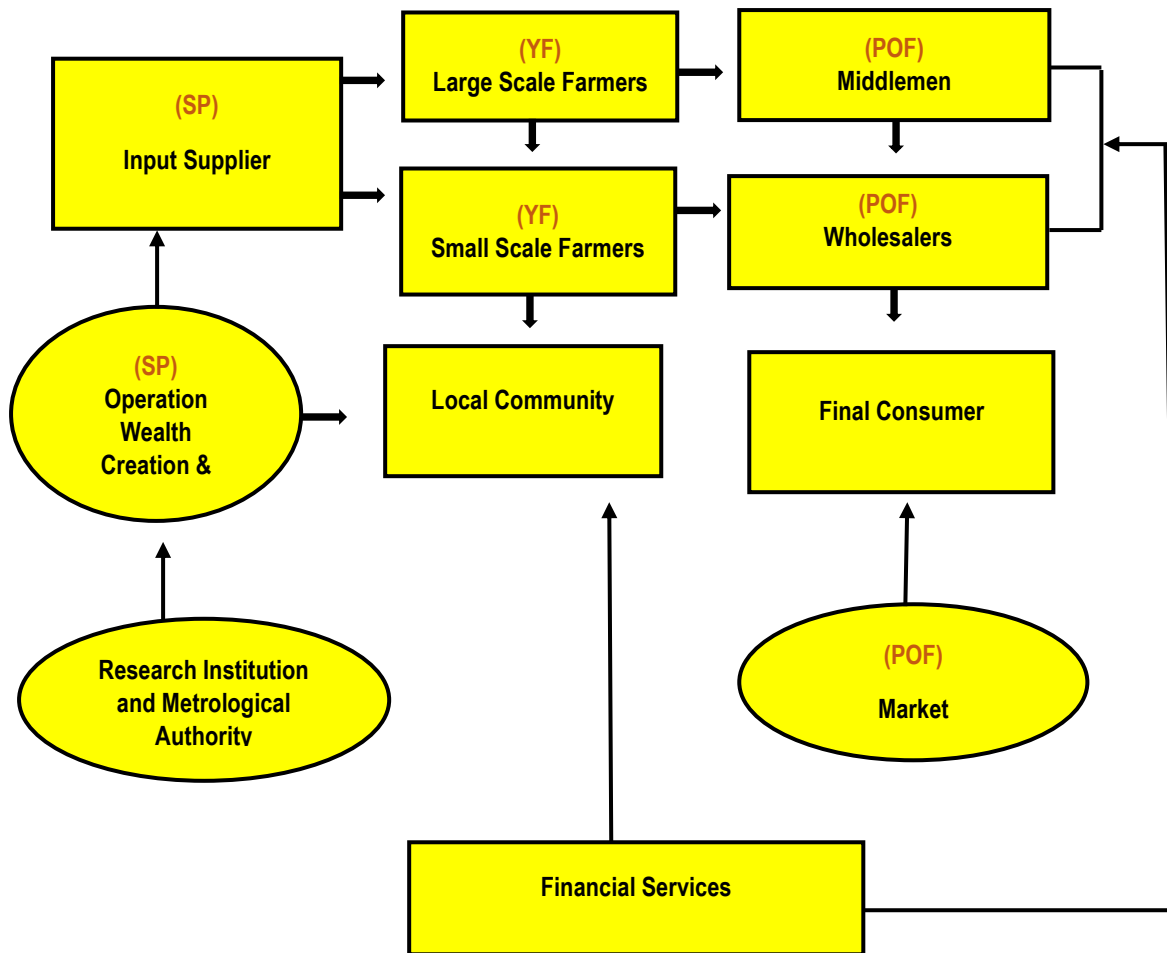 (SP)
Input Supplier
(YF)
Large Scale Farmers
(POF)
Middlemen
(YF)
Small Scale Farmers
(POF)
Wholesalers
(SP)
Operation
Wealth
Creation &
Local Community
Final Consumer
Research Institution
and Metrological
Authority
(POF)
Market
Financial Services